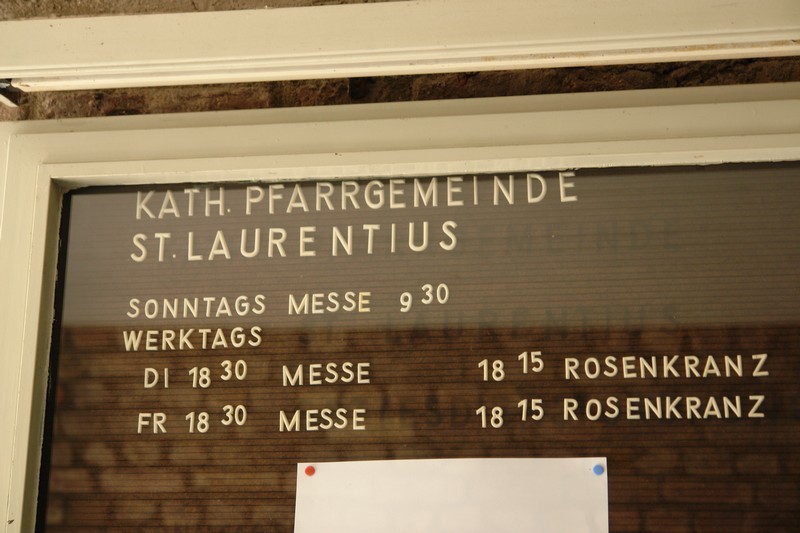 KATH. PFARRGEMEINDE
ST. LAURENTIUS
SONNTAGS MESSE 9 30
WERKTAGS
DI 18 30 MESSE 18 15 ROSENKRANZ
FR 18 30 MESSE 18 15 ROSENKRANZ